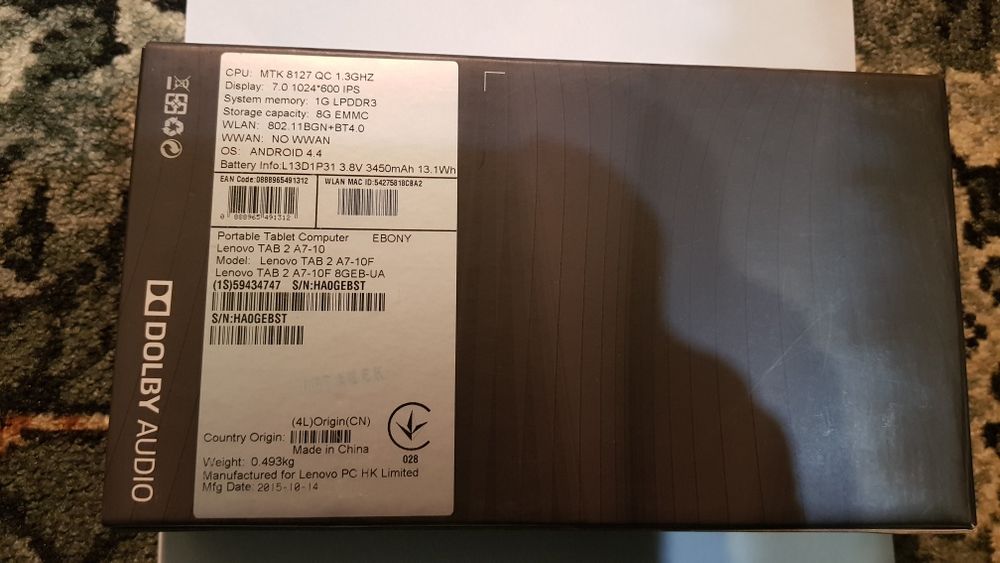 CPU: MTK 8127 QC 1.3GHZ
Display: 7.0 1024*600 IPS
System memory: 1G LPDDR3
Storage capacity: 8G EMMC
WLAN: 802.11BGN+BT4.0
WWAN: NO WWAN
OS: ANDROID 4.4
Battery Info:L13D1P31 3.8V 3450mAh 13.1Wh
EAN Code:0888965491312
WLAN MAC ID:54275818C8A2
0 888965 491312
Portable Tablet Computer EBONY
Lenovo TAB 2 A7-10
Model: Lenovo TAB 2 A7-10F
Lenovo TAB 2 A7-10F 8GEB-UA
(1S)59434747 S/N:HA0GEBST
S/N:HA0GEBST
(4L)Origin(CN)
Country Origin:
Made in China
028
Weight: 0.493kg
Manufactured for Lenovo PC HK Limited
Mfg Date: 2015-10-14
DOLBY AUDIO